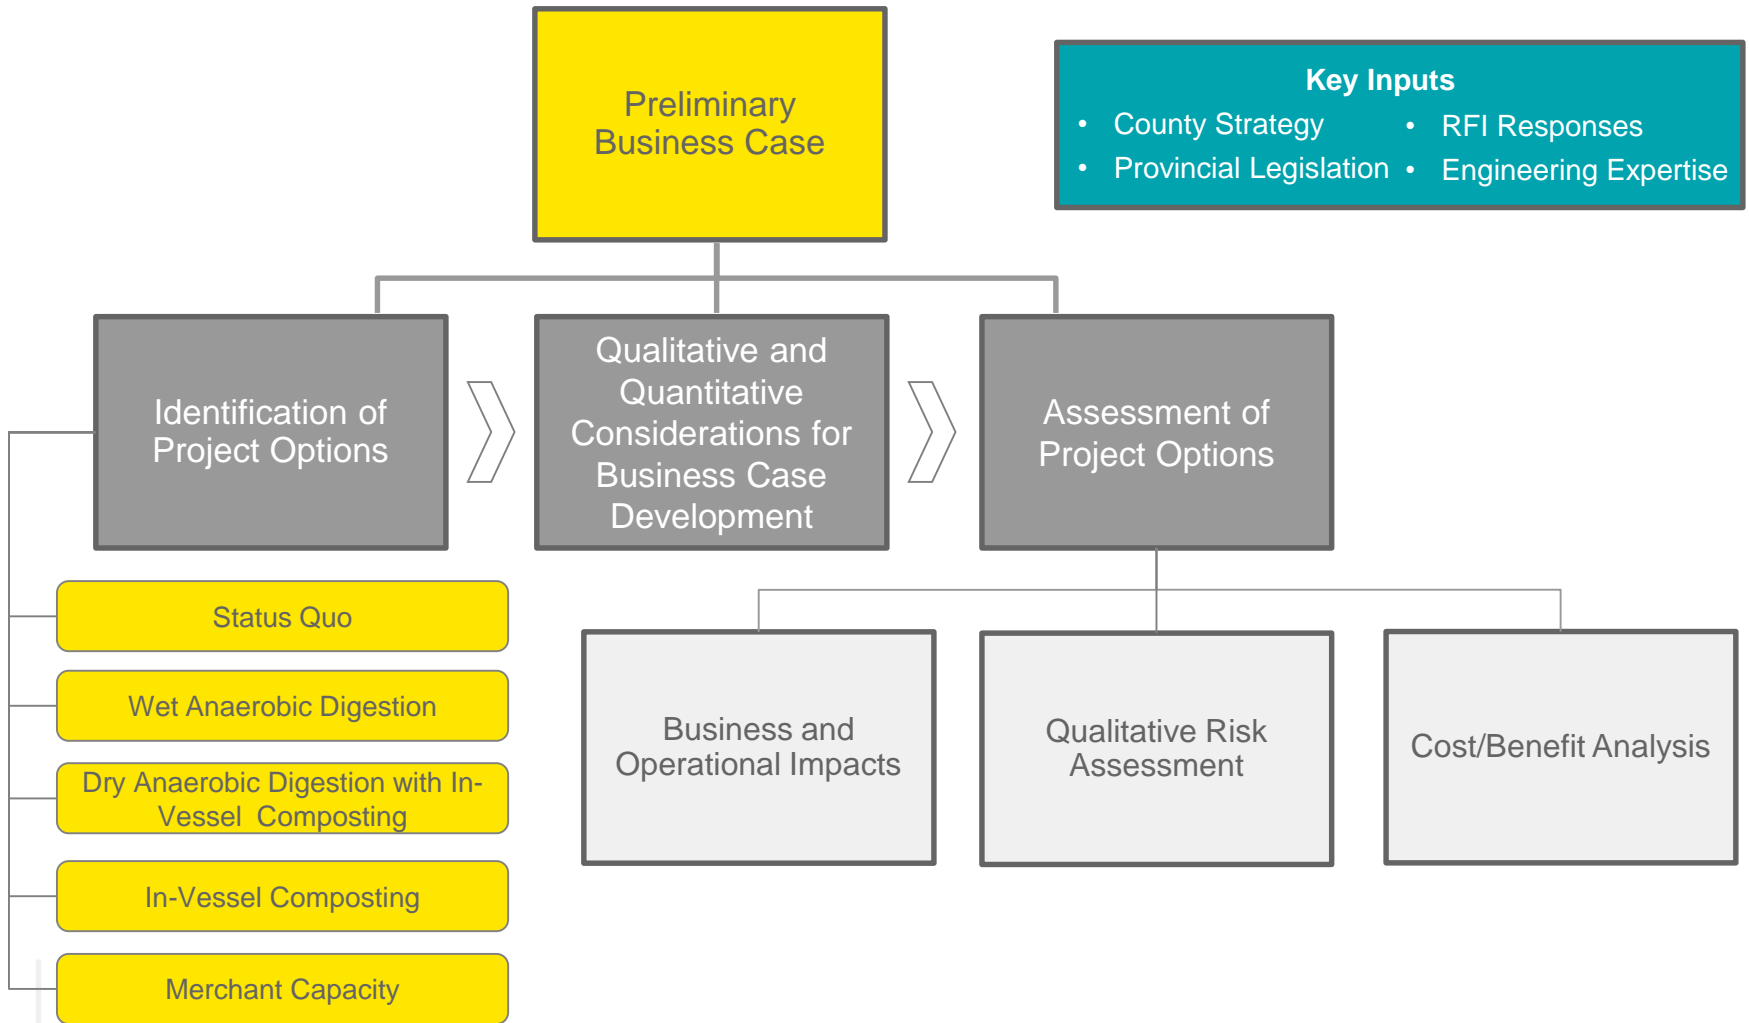 Preliminary
Business Case
Key Inputs
• County Strategy
• Provincial Legislation
• RFI Responses
• Engineering Expertise
Identification of
Project Options
Qualitative and
Quantitative
Considerations for
Business Case
Development
Assessment of
Project Options
Status Quo
Wet Anaerobic Digestion
Dry Anaerobic Digestion with In-
Vessel Composting
In-Vessel Composting
Merchant Capacity
Business and
Operational Impacts
Qualitative Risk
Assessment
Cost/Benefit Analysis